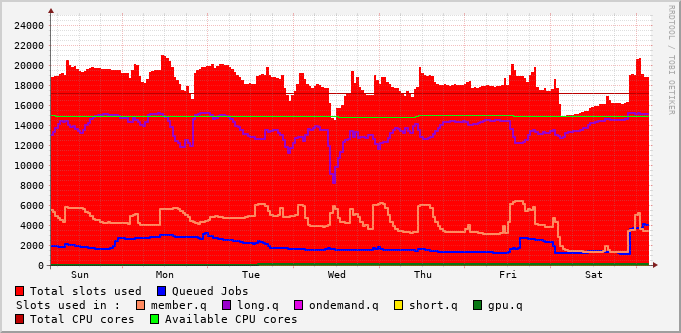 24000
22000
20000
18000
16000
14000
12000
10000
8000
6000
4000
2000
0
Sun Mon Tue Wed Thu Fri Sat
RRDTOOL / TOBI OETIKER
Total slots used Queued Jobs
Slots used in : member.q long.q ondemand.q short.q gpu.q
Total CPU cores Available CPU cores